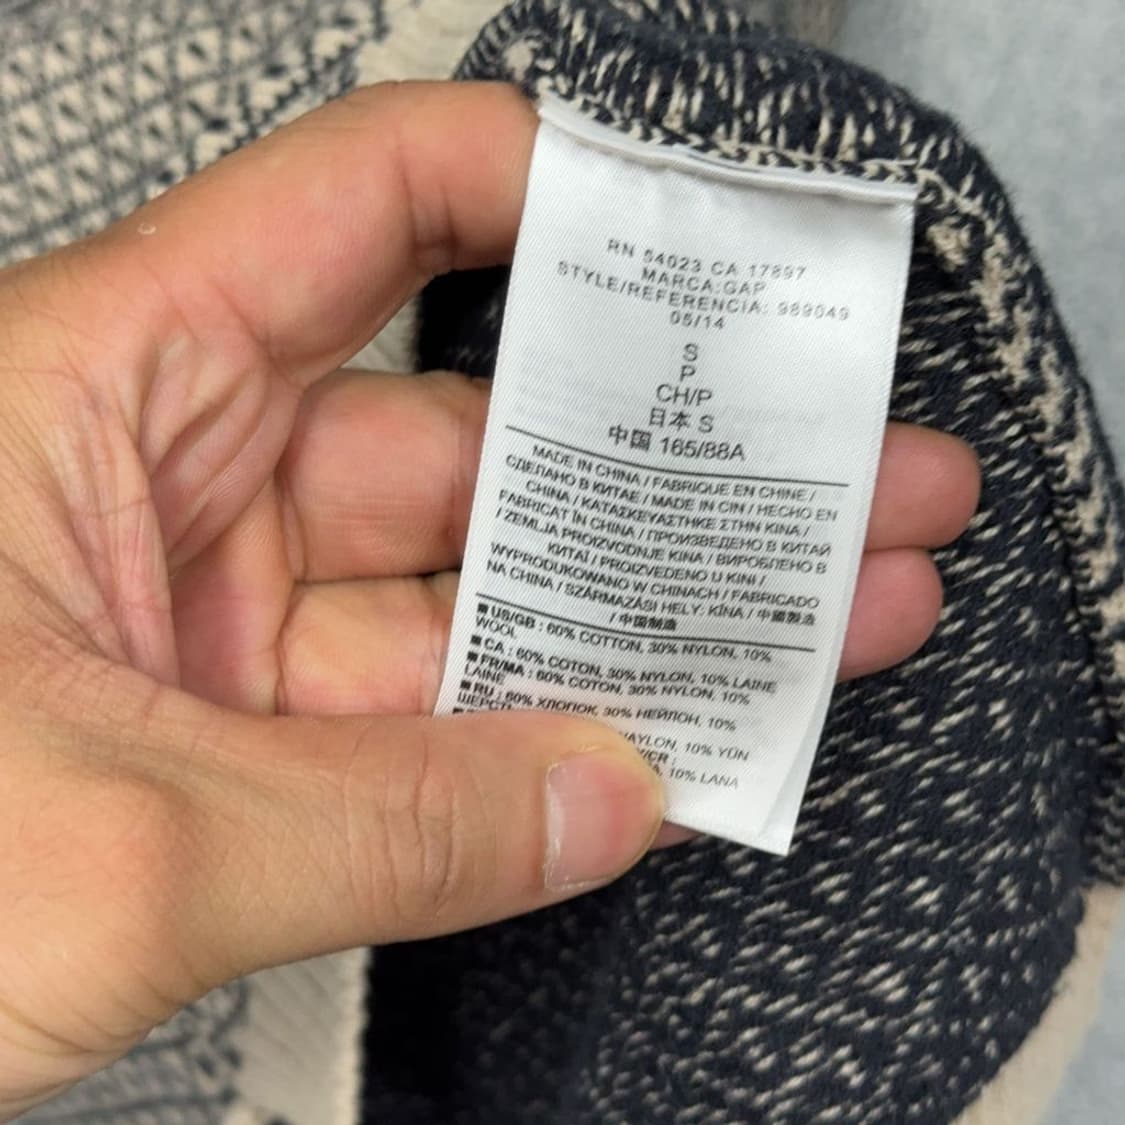 RN 54023 CA 17897
MARCA:GAP
STYLE/REFERENCIA: 989049
05/14
S
P
CH/P
日本 S
中国 165/88A
MADE IN CHINA / FABRIQUE EN CHINE /
СДЕЛАНО В КИТАЕ / MADE IN CIN / HECHO EN
CHINA / ΚΑΤΑΣΚΕΥΑΣΤΗΚΕ ΣΤΗΝ ΚΙΝΑ /
FABRICAT ÎN CHINA / ПРОИЗВЕДЕНО В КИТАЙ
/ ZEMLJA PROIZVODNJE KINA / ВИРОБЛЕНО В
КИТАЇ / PROIZVEDENO U KINI /
WYPRODUKOWANO W CHINACH / FABRICADO
NA CHINA / SZÁRMAZÁSI HELY: KÍNA / 中國製造
/ 中国制造
■ US/GB : 60% COTTON, 30% NYLON, 10%
WOOL
■ CA : 60% COTON, 30% NYLON, 10% LAINE
■ FR/MA : 60% COTON, 30% NYLON, 10%
LAINE
■ RU : 60% ХЛОПОК, 30% НЕЙЛОН, 10%
ШЕРСТЬ
NAYLON, 10% YÜN
/CR :
10% LANA